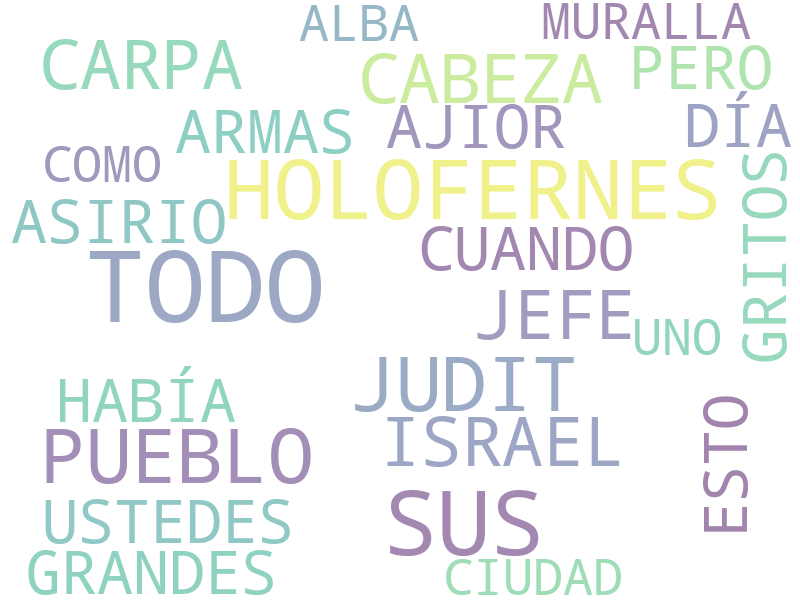 ALBA
MURALLA
CARPA
CABEZA
PERO
ARMAS
AJIOR
DÍA
COMO
HOLOFERNES
GRITOS
ASIRIO
CUANDO
TODO
JEFE
UNO
JUDIT
HABÍA
ISRAEL
ESTO
PUEBLO
SUS
USTEDES
GRANDES
CIUDAD